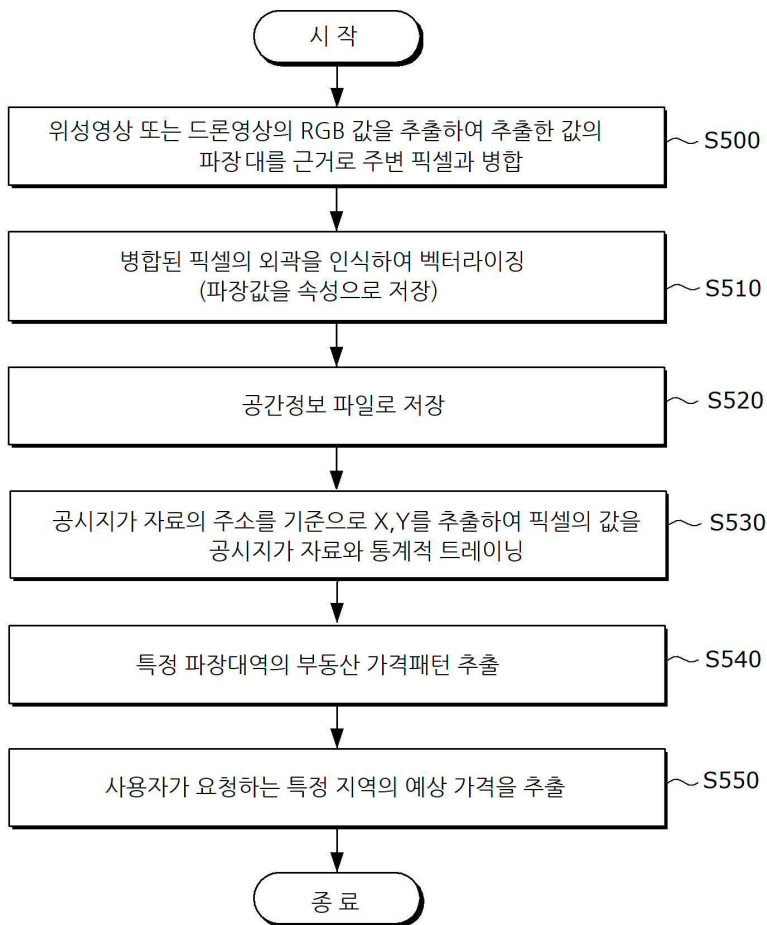 시 작
위성영상 또는 드론영상의 RGB 값을 추출하여 추출한 값의
파장대를 근거로 주변 픽셀과 병합
S500
병합된 픽셀의 외곽을 인식하여 벡터라이징
(파장값을 속성으로 저장)
S510
공간정보 파일로 저장
S520
공시지가 자료의 주소를 기준으로 X,Y를 추출하여 픽셀의 값을
공시지가 자료와 통계적 트레이닝
S530
특정 파장대역의 부동산 가격패턴 추출
S540
사용자가 요청하는 특정 지역의 예상 가격을 추출
S550
종 료